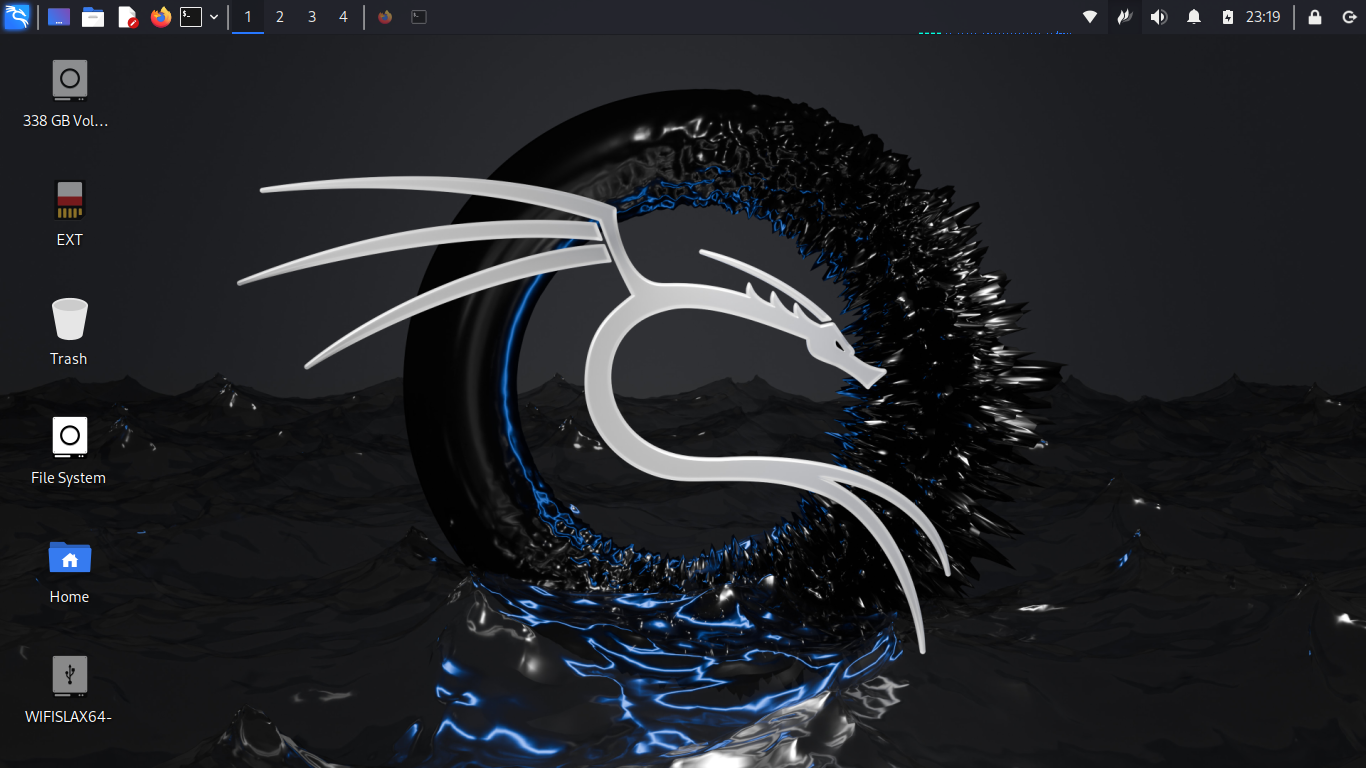 1 2 3 4
23:19
338 GB Vol...
EXT
Trash
File System
Home
WIFISLAX64-